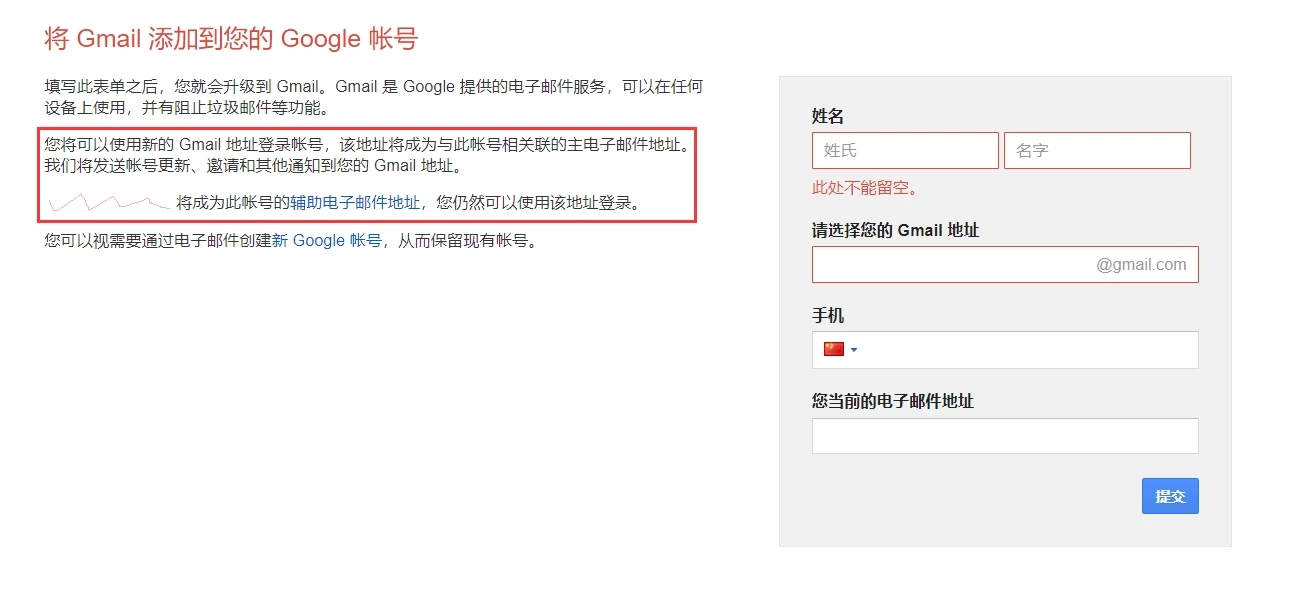 将 Gmail 添加到您的 Google 帐号
填写此表单之后，您就会升级到 Gmail。Gmail 是 Google 提供的电子邮件服务，可以在任何
设备上使用，并有阻止垃圾邮件等功能。
您将可以使用新的 Gmail 地址登录帐号，该地址将成为与此帐号相关联的主电子邮件地址。
我们将发送帐号更新、邀请和其他通知到您的 Gmail 地址。
将成为此帐号的辅助电子邮件地址，您仍然可以使用该地址登录。
您可以视需要通过电子邮件创建新 Google 帐号，从而保留现有帐号。
姓名
姓氏 名字
此处不能留空。
请选择您的 Gmail 地址
@gmail.com
手机
您当前的电子邮件地址
提交